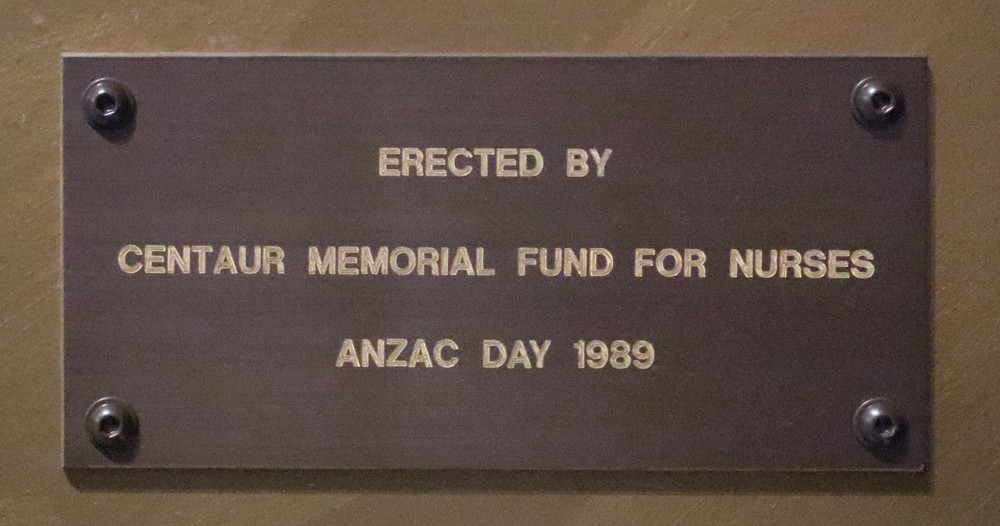 ERECTED BY
CENTAUR MEMORIAL FUND FOR NURSES
ANZAC DAY 1989